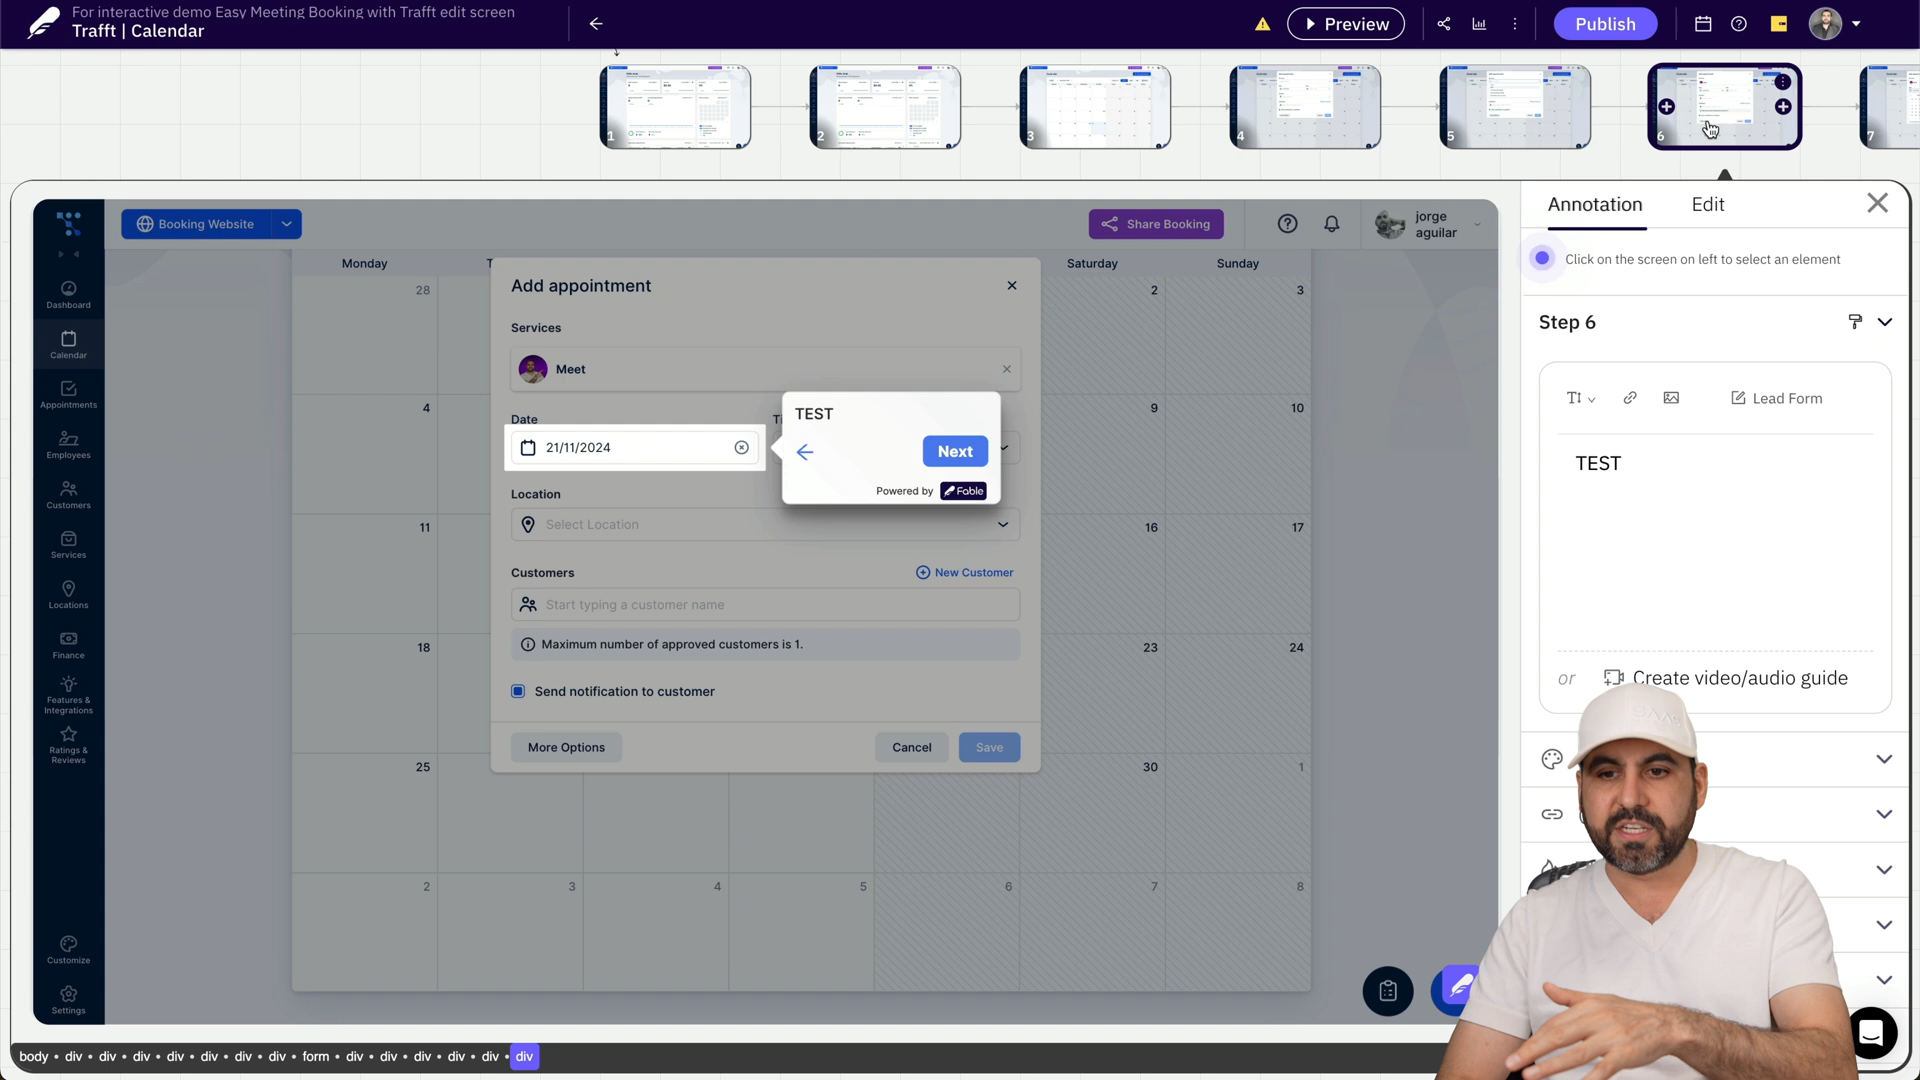 For interactive demo Easy Meeting Booking with Trafft edit screen
Trafft | Calendar
Preview
Publish
1
2
3
4
5
6
7
Booking Website
Share Booking
jorge
aguilar
Dashboard
Calendar
Appointments
Employees
Customers
Services
Locations
Finance
Features &
Integrations
Ratings &
Reviews
Customize
Settings
Monday
Saturday
Sunday
28
2
3
4
9
10
11
16
17
18
23
24
25
30
1
2
3
4
5
6
7
8
Add appointment
Services
Meet
Date
21/11/2024
Location
Select Location
Customers
New Customer
Start typing a customer name
Maximum number of approved customers is 1.
Send notification to customer
More Options
Cancel
Save
TEST
Next
Powered by Fable
Annotation
Edit
Click on the screen on left to select an element
Step 6
Lead Form
TEST
or Create video/audio guide
body • div • div • div • div • div • div • div • form • div • div • div • div • div • div